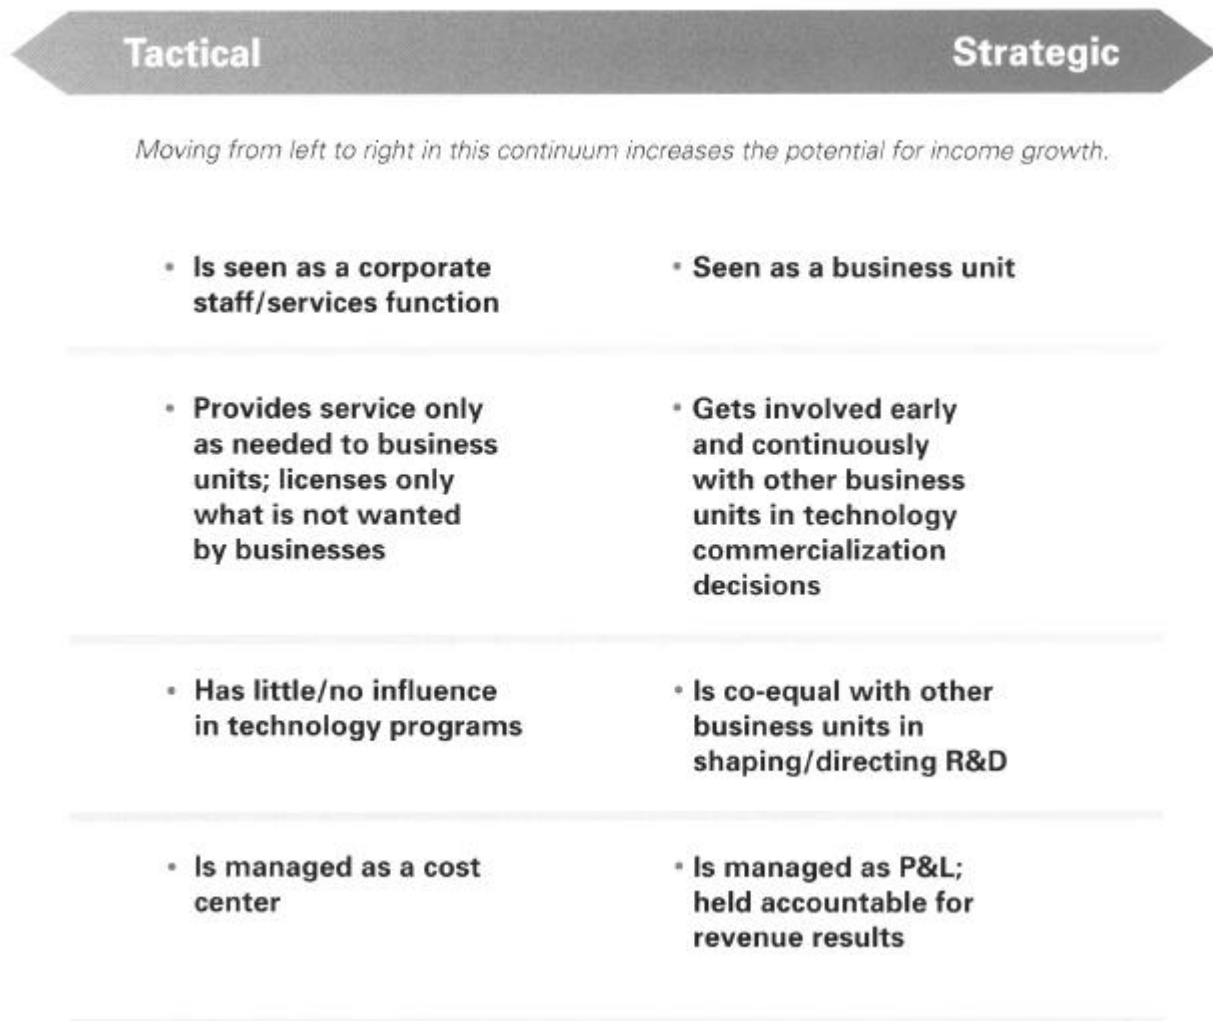 Tactical Strategic
Moving from left to right in this continuum increases the potential for income growth.
• Is seen as a corporate
staff/services function
• Seen as a business unit
• Provides service only
as needed to business
units; licenses only
what is not wanted
by businesses
• Gets involved early
and continuously
with other business
units in technology
commercialization
decisions
• Has little/no influence
in technology programs
• Is co-equal with other
business units in
shaping/directing R&D
• Is managed as a cost
center
• Is managed as P&L;
held accountable for
revenue results